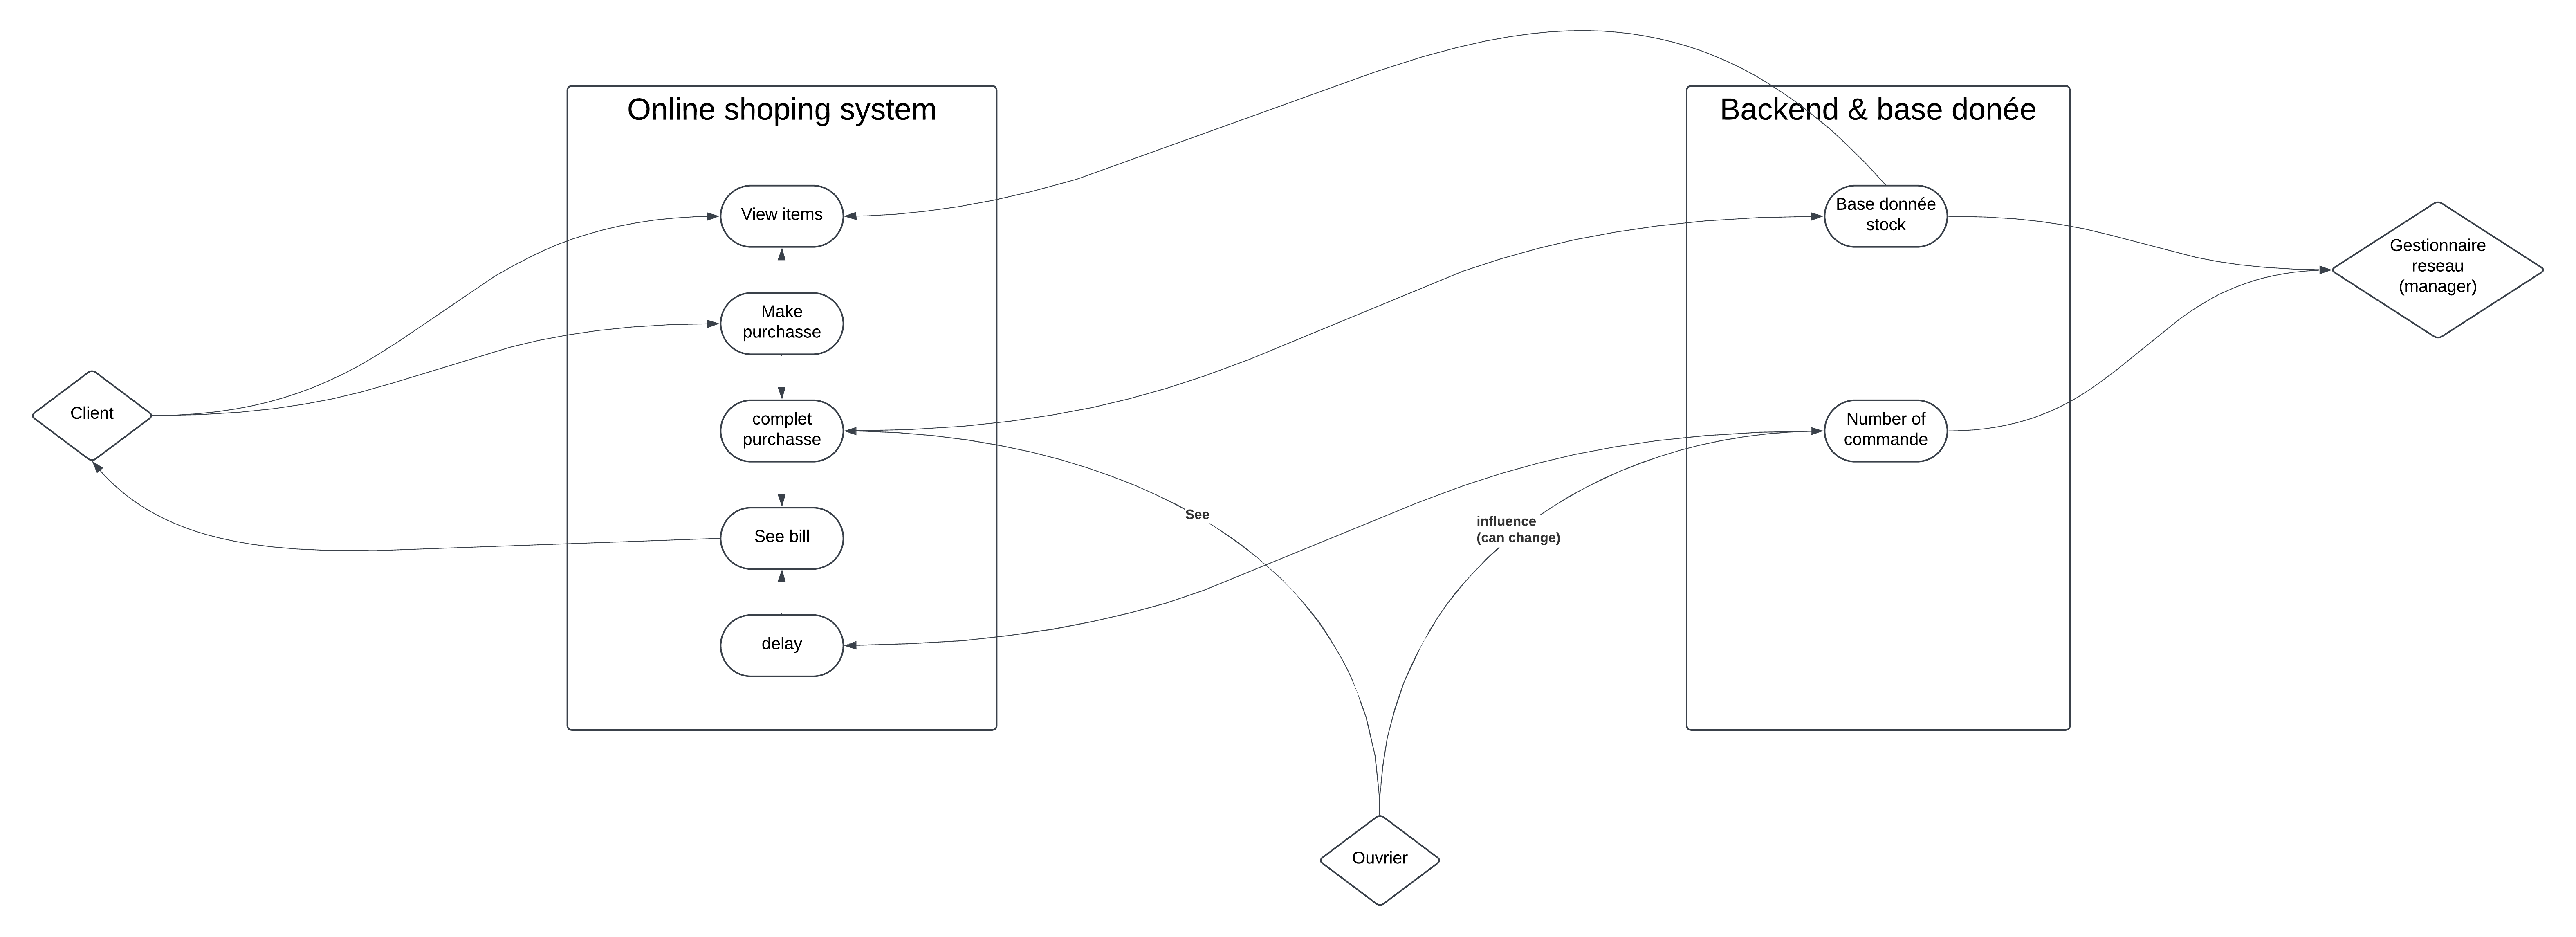 Online shoping system
Backend & base donée
View items
Base donnée
stock
Gestionnaire
reseau
(manager)
Make
purchasse
Client
complet
purchasse
Number of
commande
See
influence
(can change)
See bill
delay
Ouvrier